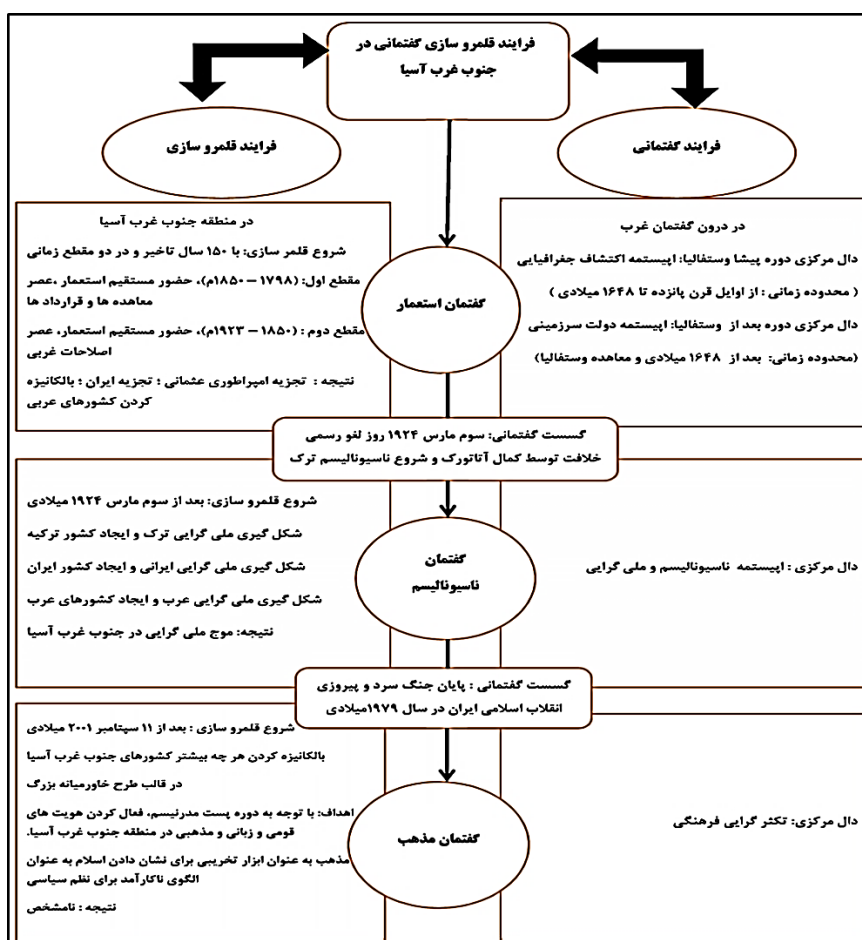 فرایند قلمرو سازی گفتمانی در
جنوب غرب آسیا
فرایند گفتمانی
فرایند قلمرو سازی
در درون گفتمان غرب
دال مرکزی دوره پیشا وستفالیا: اپیستمه اکتشاف جغرافیایی
( محدوده زمانی : از اوایل قرن پانزده تا ۱۶۴۸ میلادی )
دال مرکزی دوره بعد از وستفالیا: اپیستمه دولت سرزمینی
(محدوده زمانی: بعد از ۱۶۴۸ میلادی و معاهده وستفالیا)
گفتمان استعمار
در منطقه جنوب غرب آسیا
شروع قلمر سازی: با ۱۵۰ سال تاخیر و در دو مقطع زمانی
مقطع اول: (۱۷۹۸ – ۱۸۵۰م)، حضور مستقیم استعمار ،عصر
معاهده ها و قرارداد ها
مقطع دوم : (۱۸۵۰ – ۱۹۲۳م)، حضور مستقیم استعمار، عصر
اصلاحات غربی
نتیجه : تجزیه امپراطوری عثمانی ؛ تجزیه ایران ؛ بالکانیزه
کردن کشورهای عربی
گسست گفتمانی: سوم مارس ۱۹۲۴ روز لغو رسمی
خلافت توسط کمال آتاتورک و شروع ناسیونالیسم ترک
دال مرکزی : اپیستمه ناسیونالیسم و ملی گرایی
گفتمان
ناسیونالیسم
شروع قلمرو سازی: بعد از سوم مارس ۱۹۲۴ میلادی
شکل گیری ملی گرایی ترک و ایجاد کشور ترکیه
شکل گیری ملی گرایی ایرانی و ایجاد کشور ایران
شکل گیری ملی گرایی عرب و ایجاد کشورهای عرب
نتیجه: موج ملی گرایی در جنوب غرب آسیا
گسست گفتمانی : پایان جنگ سرد و پیروزی
انقلاب اسلامی ایران در سال ۱۹۷۹میلادی
دال مرکزی: تکثر گرایی فرهنگی
گفتمان مذهب
شروع قلمرو سازی : بعد از ۱۱ سپتامبر ۲۰۰۱ میلادی
بالکانیزه کردن هر چه بیشتر کشورهای جنوب غرب آسیا
در قالب طرح خاورمیانه بزرگ
اهداف: با توجه به دوره پست مدرنیسم، فعال کردن هویت های
قومی و زبانی و مذهبی در منطقه جنوب غرب آسیا.
مذهب به عنوان ابزار تخریبی برای نشان دادن اسلام به عنوان
الگوی ناکارآمد برای نظم سیاسی
نتیجه : نامشخص